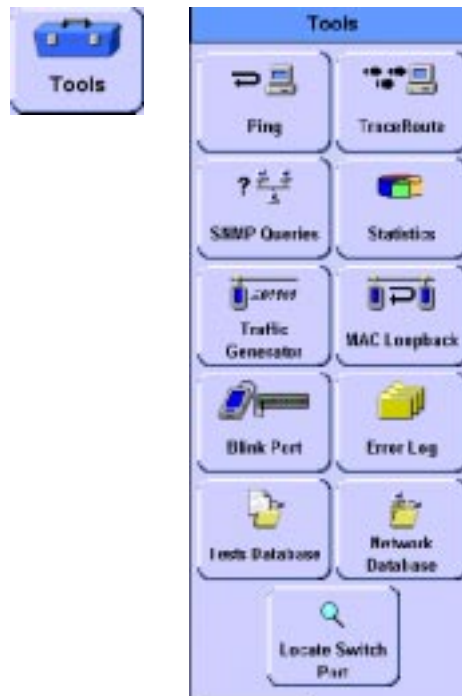 Tools
Tools
Ping
TraceRoute
?
SNMP Queries
Statistics
Traffic
Generator
MAC Loopback
Blink Port
Error Log
Tests Database
Network
Database
Locate Switch
Port